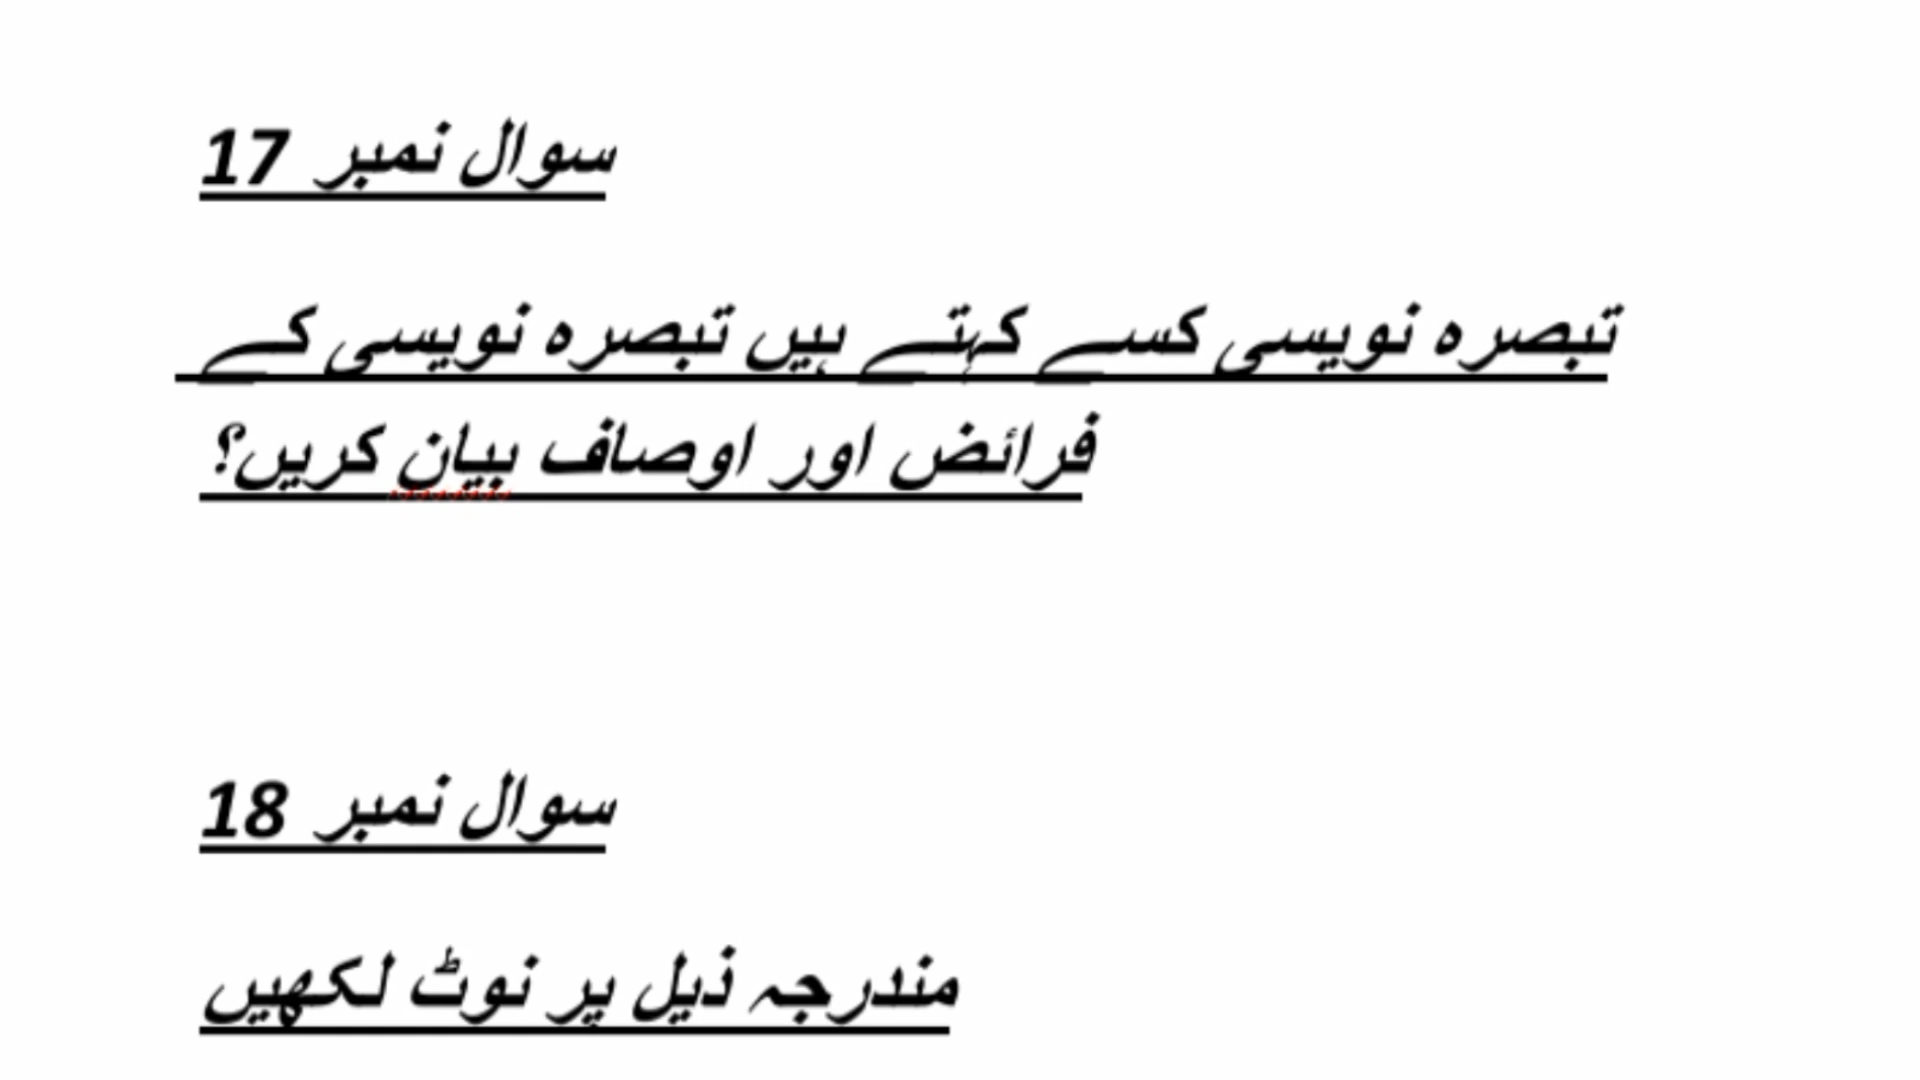 سوال نمبر 17
تبصرہ نویسی کسے کہتے ہیں تبصرہ نویسی کے
فرائض اور اوصاف بیان کریں؟
سوال نمبر 18
مندرجہ ذیل پر نوٹ لکھیں